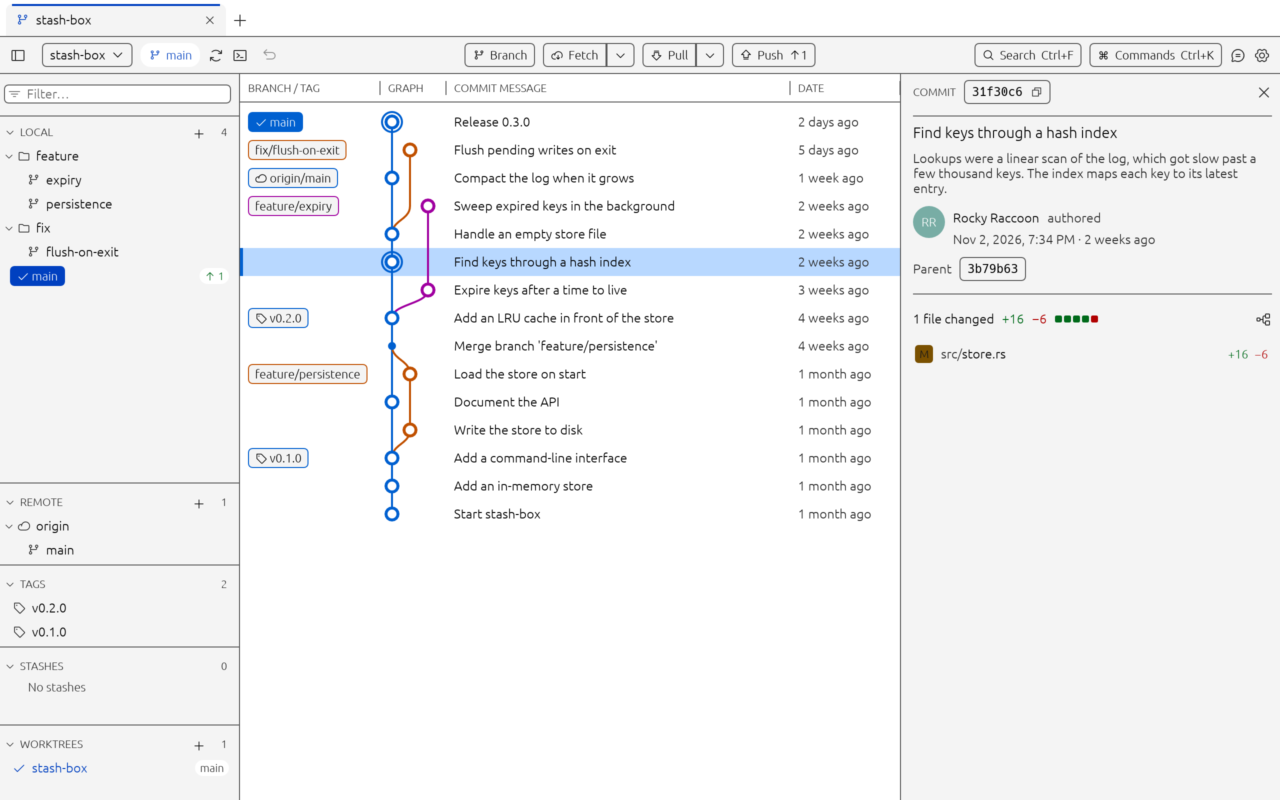 stash-box
stash-box
main
Branch
Fetch
Pull
Push ↑1
Search Ctrl+F
Commands Ctrl+K
Filter...
LOCAL 4
feature
expiry
persistence
fix
flush-on-exit
main ↑1
REMOTE 1
origin
main
TAGS 2
v0.2.0
v0.1.0
STASHES 0
No stashes
WORKTREES 1
stash-box main
BRANCH / TAG GRAPH COMMIT MESSAGE DATE
main Release 0.3.0 2 days ago
fix/flush-on-exit Flush pending writes on exit 5 days ago
origin/main Compact the log when it grows 1 week ago
feature/expiry Sweep expired keys in the background 2 weeks ago
Handle an empty store file 2 weeks ago
Find keys through a hash index 2 weeks ago
Expire keys after a time to live 3 weeks ago
v0.2.0 Add an LRU cache in front of the store 4 weeks ago
Merge branch 'feature/persistence' 4 weeks ago
feature/persistence Load the store on start 1 month ago
Document the API 1 month ago
Write the store to disk 1 month ago
v0.1.0 Add a command-line interface 1 month ago
Add an in-memory store 1 month ago
Start stash-box 1 month ago
COMMIT 31f30c6
Find keys through a hash index
Lookups were a linear scan of the log, which got slow past a
few thousand keys. The index maps each key to its latest
entry.
RR Rocky Raccoon authored
Nov 2, 2026, 7:34 PM · 2 weeks ago
Parent 3b79b63
1 file changed +16 −6
M src/store.rs +16 −6